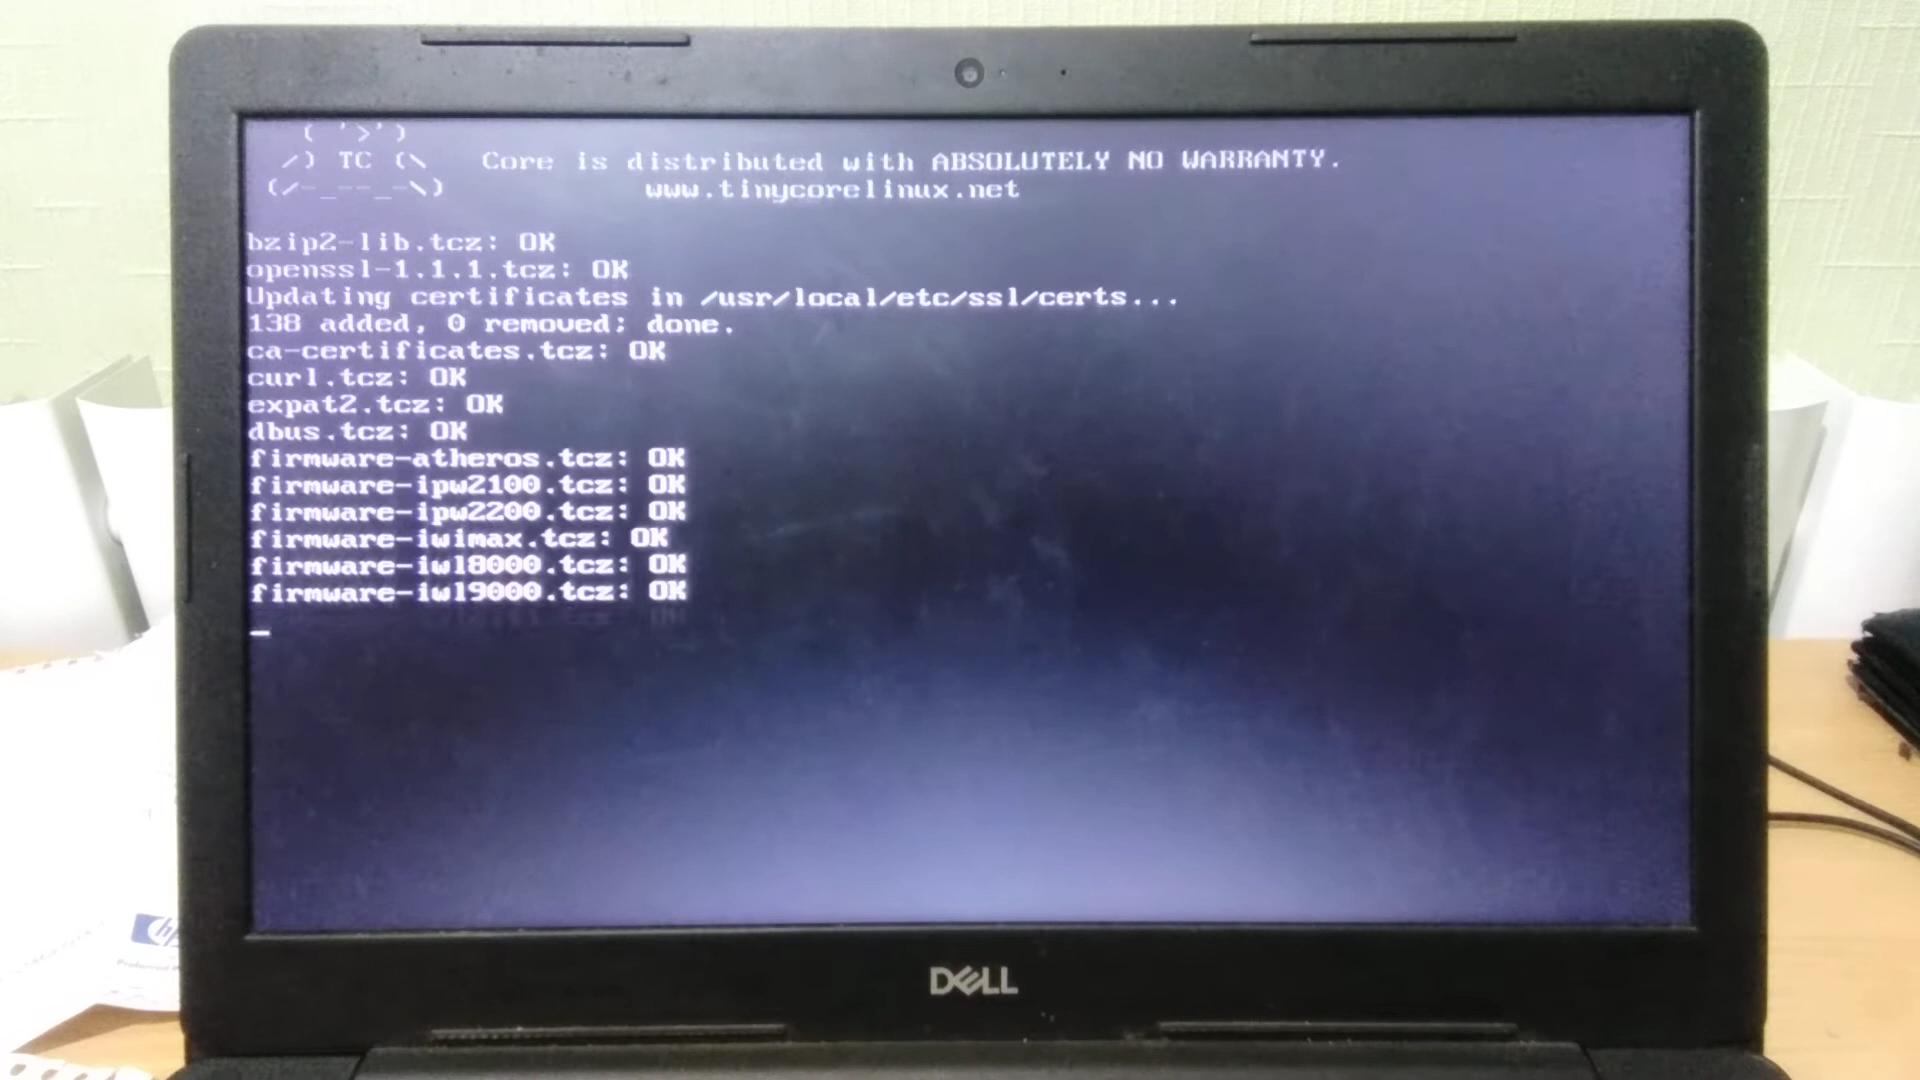 ( '>')
/) TC (\   Core is distributed with ABSOLUTELY NO WARRANTY.
(/-_--_-\)           www.tinycorelinux.net
bzip2-lib.tcz: OK
openssl-1.1.1.tcz: OK
Updating certificates in /usr/local/etc/ssl/certs...
138 added, 0 removed; done.
ca-certificates.tcz: OK
curl.tcz: OK
expat2.tcz: OK
dbus.tcz: OK
firmware-atheros.tcz: OK
firmware-ipw2100.tcz: OK
firmware-ipw2200.tcz: OK
firmware-iwimax.tcz: OK
firmware-iwl8000.tcz: OK
firmware-iwl9000.tcz: OK
hp
Preferred
DELL